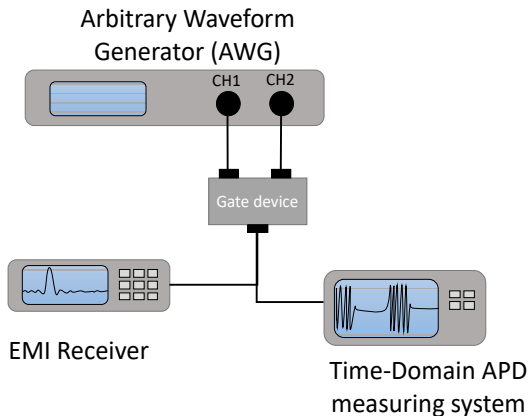 Arbitrary Waveform
Generator (AWG)
CH1 CH2
Gate device
EMI Receiver
Time-Domain APD
measuring system